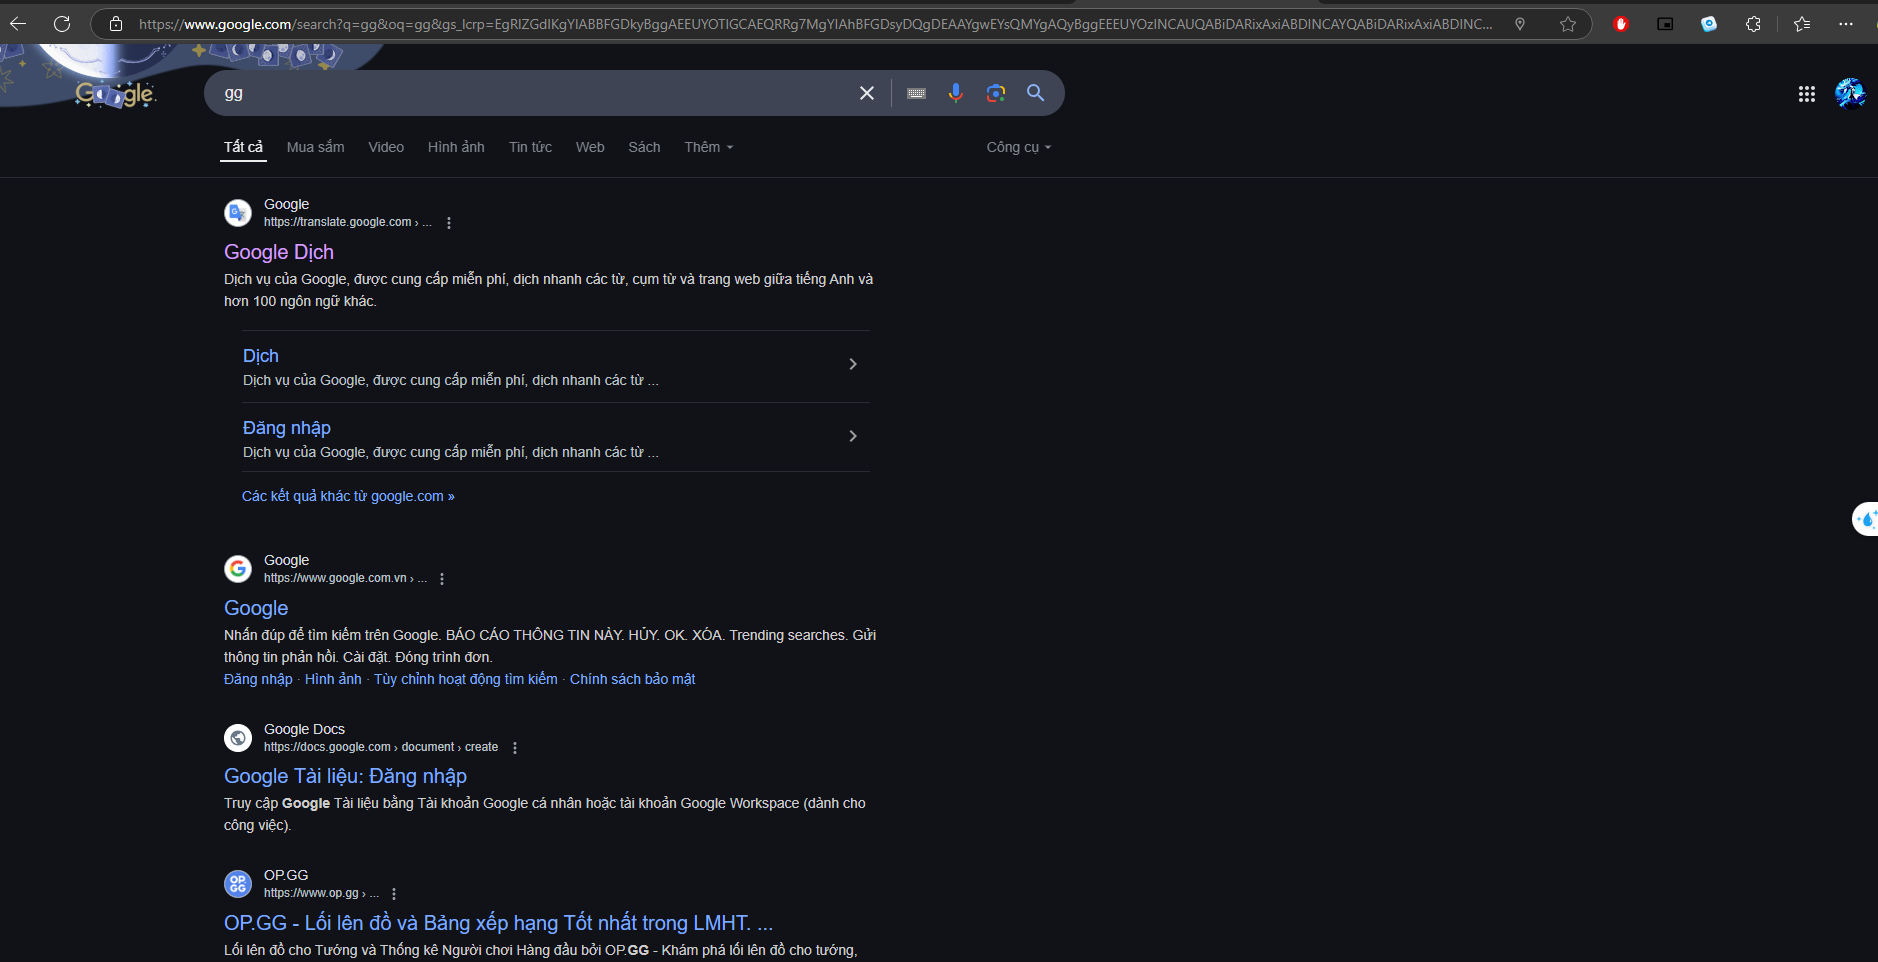 https://www.google.com/search?q=gg&oq=gg&gs_lcrp=EgRlZGdlKgYIABBFGDkyBggAEEUYOTIGCAEQRRg7MgYIAhBFGDsyDQgDEAAYgwEYsQMYgAQyBggEEEUYOzINCAUQABiDARixAxiABDINCAYQABiDARixAxiABDINC...
Google
gg
Tất cả
Mua sắm
Video
Hình ảnh
Tin tức
Web
Sách
Thêm
Công cụ
Google
https://translate.google.com › ...
Google Dịch
Dịch vụ của Google, được cung cấp miễn phí, dịch nhanh các từ, cụm từ và trang web giữa tiếng Anh và
hơn 100 ngôn ngữ khác.
Dịch
Dịch vụ của Google, được cung cấp miễn phí, dịch nhanh các từ ...
Đăng nhập
Dịch vụ của Google, được cung cấp miễn phí, dịch nhanh các từ ...
Các kết quả khác từ google.com »
Google
https://www.google.com.vn › ...
Google
Nhấn đúp để tìm kiếm trên Google. BÁO CÁO THÔNG TIN NÀY. HỦY. OK. XÓA. Trending searches. Gửi
thông tin phản hồi. Cài đặt. Đóng trình đơn.
Đăng nhập · Hình ảnh · Tùy chỉnh hoạt động tìm kiếm · Chính sách bảo mật
Google Docs
https://docs.google.com › document › create
Google Tài liệu: Đăng nhập
Truy cập Google Tài liệu bằng Tài khoản Google cá nhân hoặc tài khoản Google Workspace (dành cho
công việc).
OP.GG
OP
GG
https://www.op.gg › ...
OP.GG - Lối lên đồ và Bảng xếp hạng Tốt nhất trong LMHT. ...
Lối lên đồ cho Tướng và Thống kê Người chơi Hàng đầu bởi OP.GG - Khám phá lối lên đồ cho tướng,